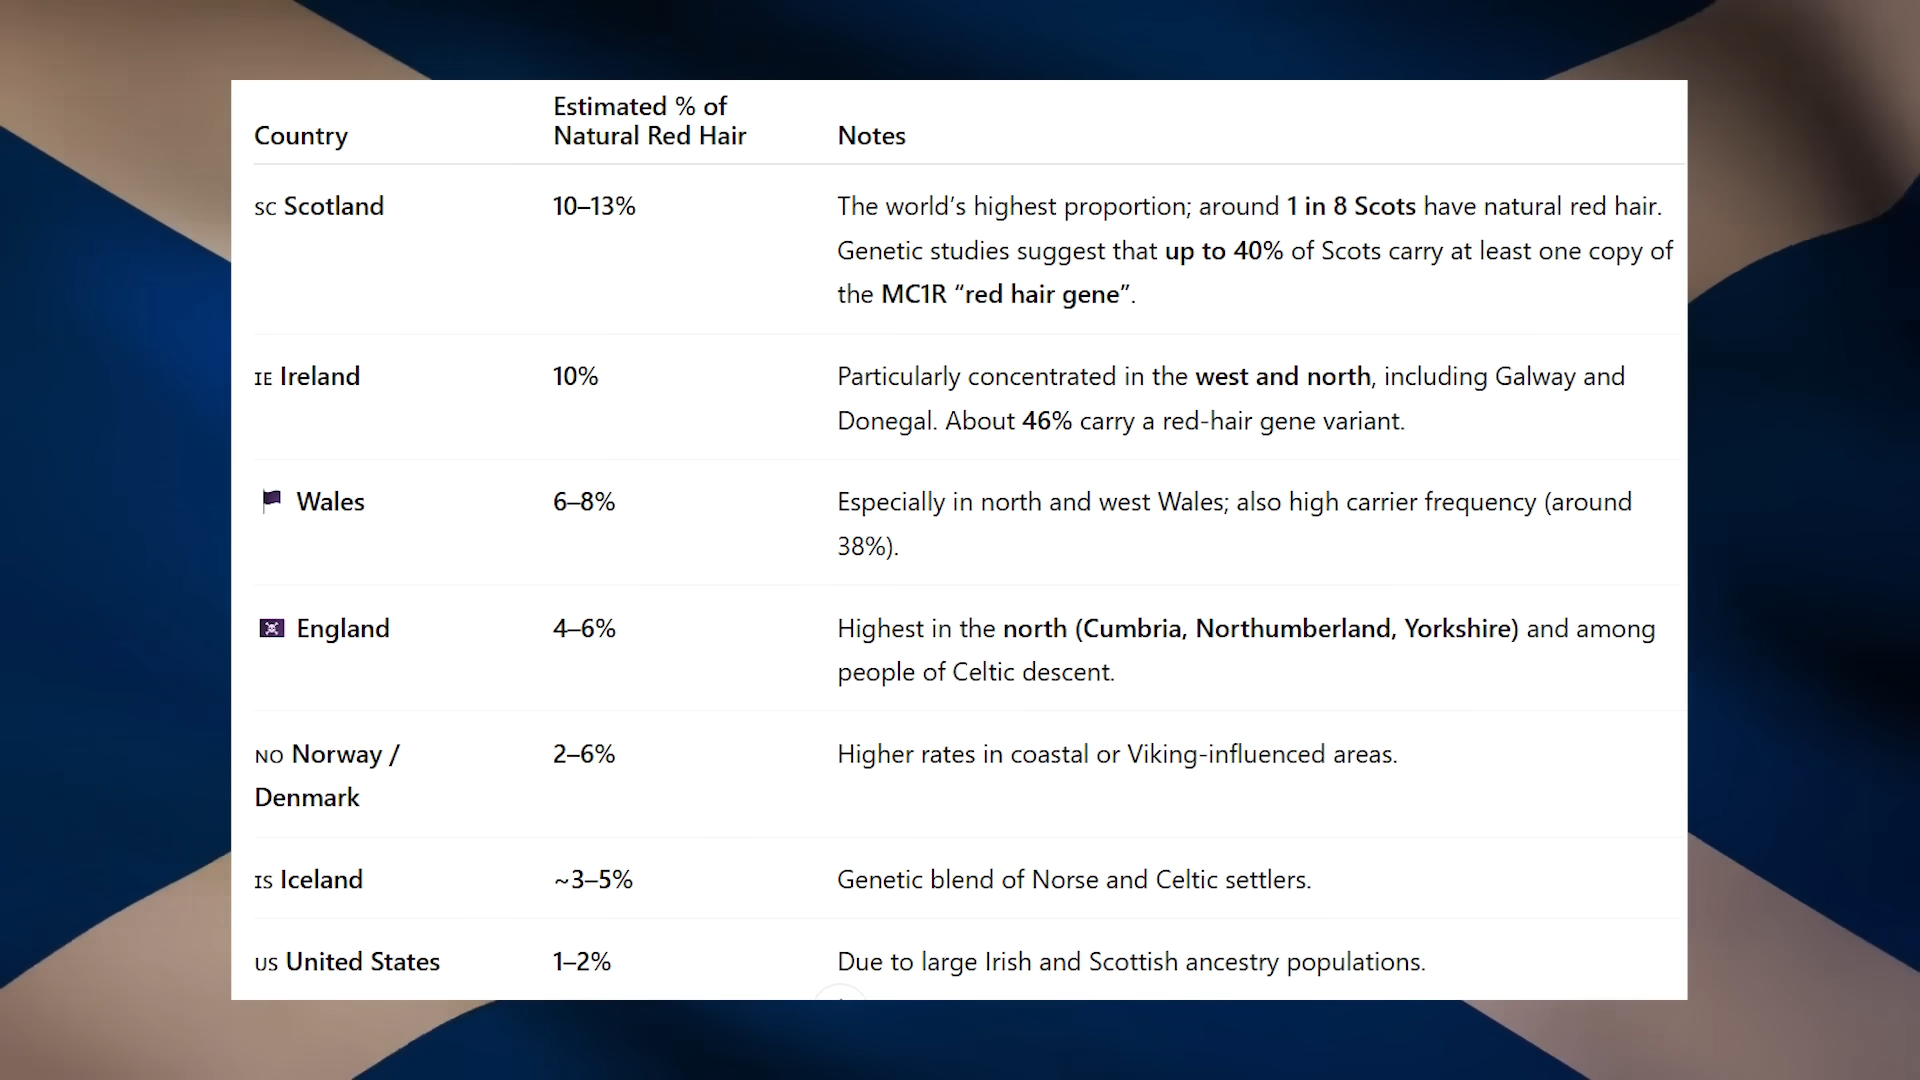 Country
Estimated % of
Natural Red Hair
Notes
SC Scotland
10–13%
The world’s highest proportion; around 1 in 8 Scots have natural red hair.
Genetic studies suggest that up to 40% of Scots carry at least one copy of
the MC1R “red hair gene”.
IE Ireland
10%
Particularly concentrated in the west and north, including Galway and
Donegal. About 46% carry a red-hair gene variant.
Wales
6–8%
Especially in north and west Wales; also high carrier frequency (around
38%).
England
4–6%
Highest in the north (Cumbria, Northumberland, Yorkshire) and among
people of Celtic descent.
NO Norway /
Denmark
2–6%
Higher rates in coastal or Viking-influenced areas.
IS Iceland
~3–5%
Genetic blend of Norse and Celtic settlers.
US United States
1–2%
Due to large Irish and Scottish ancestry populations.